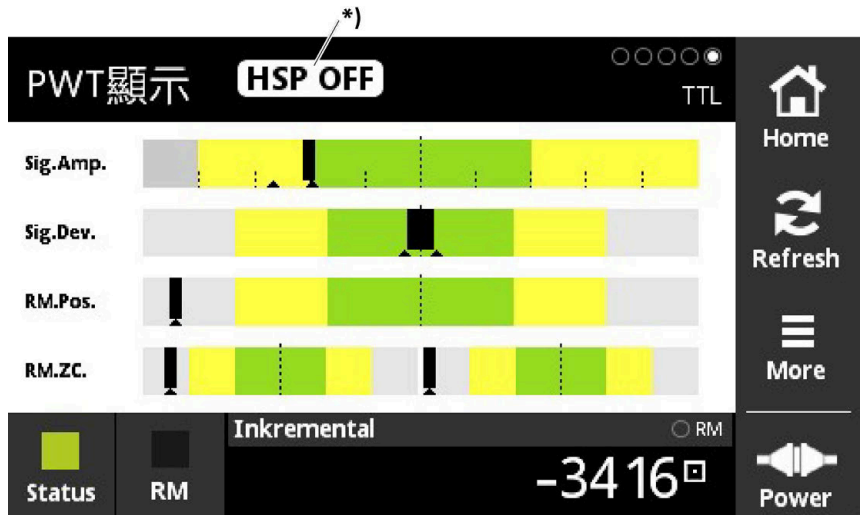 *)
PWT顯示
HSP OFF
TTL
Home
Sig.Amp.
Sig.Dev.
Refresh
RM.Pos.
RM.ZC.
More
Inkremental
RM
-3416
Status
RM
Power